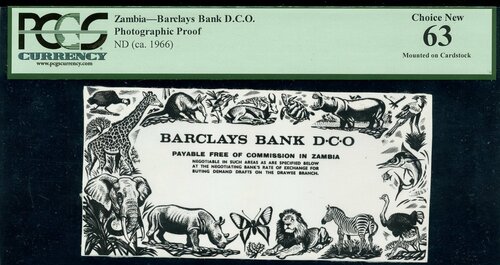 PCGS
CURRENCY
www.pcgscurrency.com
Zambia—Barclays Bank D.C.O.
Photographic Proof
ND (ca. 1966)
Choice New
63
Mounted on Cardstock
BARCLAYS BANK D·C·O
PAYABLE FREE OF COMMISSION IN ZAMBIA
NEGOTIABLE IN SUCH AREAS AS ARE SPECIFIED BELOW
AT THE NEGOTIATING BANK'S RATE OF EXCHANGE FOR
BUYING DEMAND DRAFTS ON THE DRAWEE BRANCH.